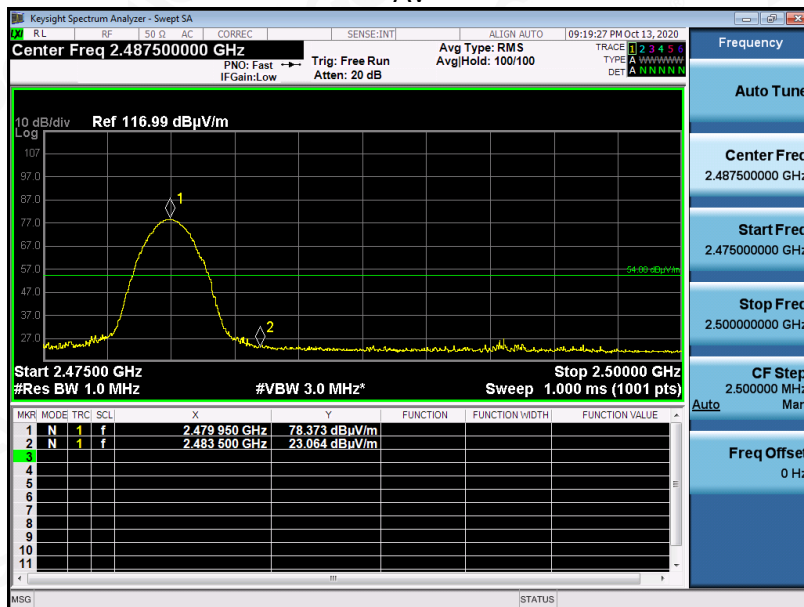 Keysight Spectrum Analyzer - Swept SA
LXI RL RF 50 Ω AC CORREC SENSE:INT ALIGN AUTO 09:19:27 PM Oct 13, 2020
Center Freq 2.487500000 GHz
PNO: Fast
IFGain:Low
Trig: Free Run
Atten: 20 dB
Avg Type: RMS
Avg|Hold: 100/100
TRACE 1 2 3 4 5 6
TYPE A WWWWW
DET A N N N N N
10 dB/div Ref 116.99 dBµV/m
Log
107
97.0
87.0
77.0
67.0
57.0
47.0
37.0
27.0
1
2
54.00 dBµV/m
Start 2.47500 GHz Stop 2.50000 GHz
#Res BW 1.0 MHz #VBW 3.0 MHz* Sweep 1.000 ms (1001 pts)
MKR MODE TRC SCL X Y FUNCTION FUNCTION WIDTH FUNCTION VALUE
1 N 1 f 2.479 950 GHz 78.373 dBµV/m
2 N 1 f 2.483 500 GHz 23.064 dBµV/m
3
4
5
6
7
8
9
10
11
MSG STATUS
Frequency
Auto Tune
Center Freq
2.487500000 GHz
Start Freq
2.475000000 GHz
Stop Freq
2.500000000 GHz
CF Step
2.500000 MHz
Auto Man
Freq Offset
0 Hz